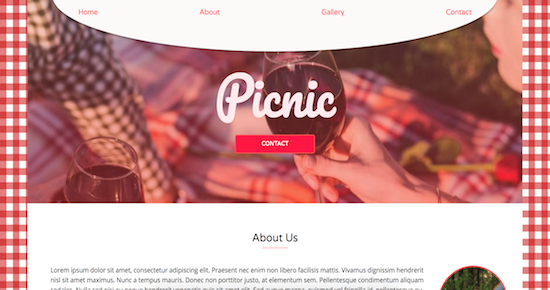 Home About Gallery Contact
Picnic
CONTACT
About Us
Lorem ipsum dolor sit amet, consectetur adipiscing elit. Praesent nec enim non libero facilisis mattis. Vivamus dignissim hendrerit
nisl sit amet maximus. Nunc a tempus mauris. Donec non porttitor justo, at elementum sem. Pellentesque condimentum aliquam